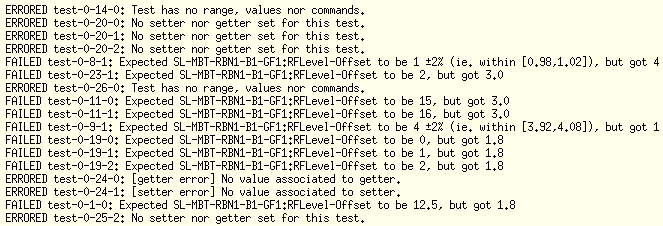 ERRORED test-0-14-0: Test has no range, values nor commands.
ERRORED test-0-20-0: No setter nor getter set for this test.
ERRORED test-0-20-1: No setter nor getter set for this test.
ERRORED test-0-20-2: No setter nor getter set for this test.
FAILED test-0-8-1: Expected SL-MBT-RBN1-B1-GF1:RFLevel-Offset to be 1 ±2% (ie. within [0.98,1.02]), but got 4
FAILED test-0-23-1: Expected SL-MBT-RBN1-B1-GF1:RFLevel-Offset to be 2, but got 3.0
ERRORED test-0-26-0: Test has no range, values nor commands.
FAILED test-0-11-0: Expected SL-MBT-RBN1-B1-GF1:RFLevel-Offset to be 15, but got 3.0
FAILED test-0-11-1: Expected SL-MBT-RBN1-B1-GF1:RFLevel-Offset to be 16, but got 3.0
FAILED test-0-9-1: Expected SL-MBT-RBN1-B1-GF1:RFLevel-Offset to be 4 ±2% (ie. within [3.92,4.08]), but got 1
FAILED test-0-19-0: Expected SL-MBT-RBN1-B1-GF1:RFLevel-Offset to be 0, but got 1.8
FAILED test-0-19-1: Expected SL-MBT-RBN1-B1-GF1:RFLevel-Offset to be 1, but got 1.8
FAILED test-0-19-2: Expected SL-MBT-RBN1-B1-GF1:RFLevel-Offset to be 2, but got 1.8
ERRORED test-0-24-0: [getter error] No value associated to getter.
ERRORED test-0-24-1: [setter error] No value associated to setter.
FAILED test-0-1-0: Expected SL-MBT-RBN1-B1-GF1:RFLevel-Offset to be 12.5, but got 1.8
ERRORED test-0-25-2: No setter nor getter set for this test.